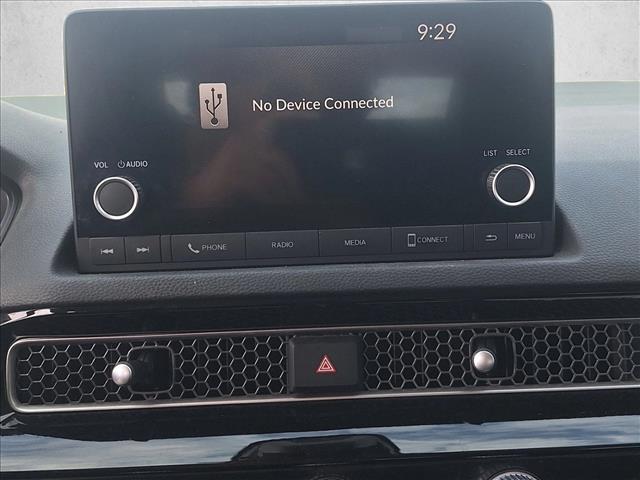 9:29
No Device Connected
VOL AUDIO
LIST SELECT
PHONE RADIO MEDIA CONNECT MENU